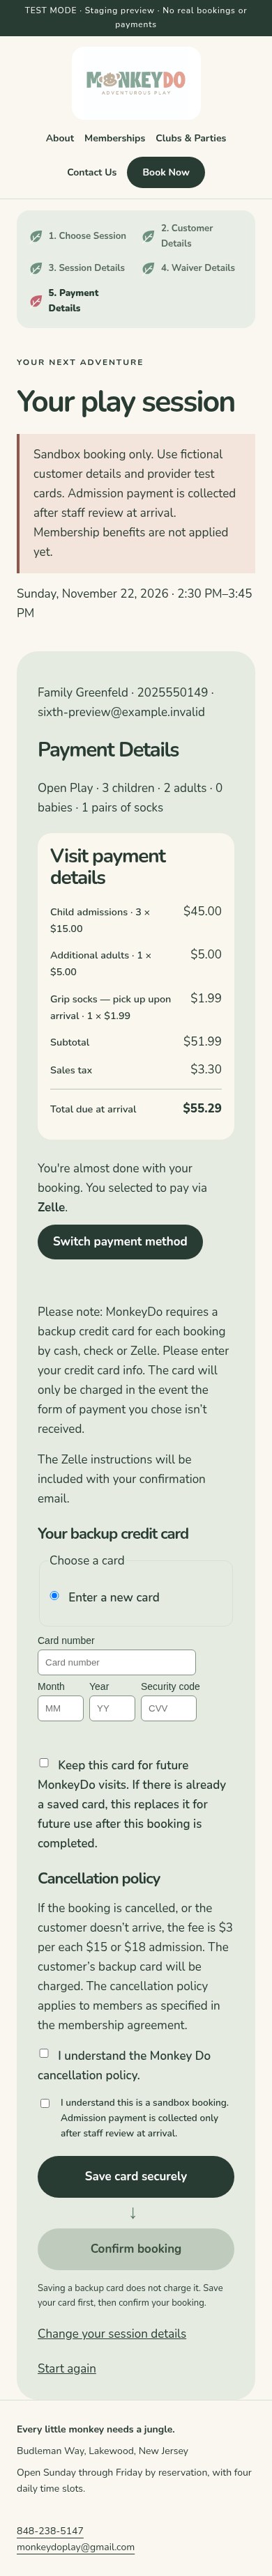 TEST MODE · Staging preview · No real bookings or
payments
MONKEYDO
ADVENTUROUS PLAY
About Memberships Clubs & Parties
Contact Us Book Now
1. Choose Session
2. Customer
Details
3. Session Details
4. Waiver Details
5. Payment
Details
YOUR NEXT ADVENTURE
Your play session
Sandbox booking only. Use fictional
customer details and provider test
cards. Admission payment is collected
after staff review at arrival.
Membership benefits are not applied
yet.
Sunday, November 22, 2026 · 2:30 PM–3:45
PM
Family Greenfeld · 2025550149 ·
sixth-preview@example.invalid
Payment Details
Open Play · 3 children · 2 adults · 0
babies · 1 pairs of socks
Visit payment
details
Child admissions · 3 × $45.00
$15.00
Additional adults · 1 × $5.00
$5.00
Grip socks — pick up upon $1.99
arrival · 1 × $1.99
Subtotal $51.99
Sales tax $3.30
Total due at arrival $55.29
You're almost done with your
booking. You selected to pay via
Zelle.
Switch payment method
Please note: MonkeyDo requires a
backup credit card for each booking
by cash, check or Zelle. Please enter
your credit card info. The card will
only be charged in the event the
form of payment you chose isn’t
received.
The Zelle instructions will be
included with your confirmation
email.
Your backup credit card
Choose a card
Enter a new card
Card number
Card number
Month Year Security code
MM YY CVV
Keep this card for future
MonkeyDo visits. If there is already
a saved card, this replaces it for
future use after this booking is
completed.
Cancellation policy
If the booking is cancelled, or the
customer doesn’t arrive, the fee is $3
per each $15 or $18 admission. The
customer’s backup card will be
charged. The cancellation policy
applies to members as specified in
the membership agreement.
I understand the Monkey Do
cancellation policy.
I understand this is a sandbox booking.
Admission payment is collected only
after staff review at arrival.
Save card securely
↓
Confirm booking
Saving a backup card does not charge it. Save
your card first, then confirm your booking.
Change your session details
Start again
Every little monkey needs a jungle.
Budleman Way, Lakewood, New Jersey
Open Sunday through Friday by reservation, with four
daily time slots.
848-238-5147
monkeydoplay@gmail.com